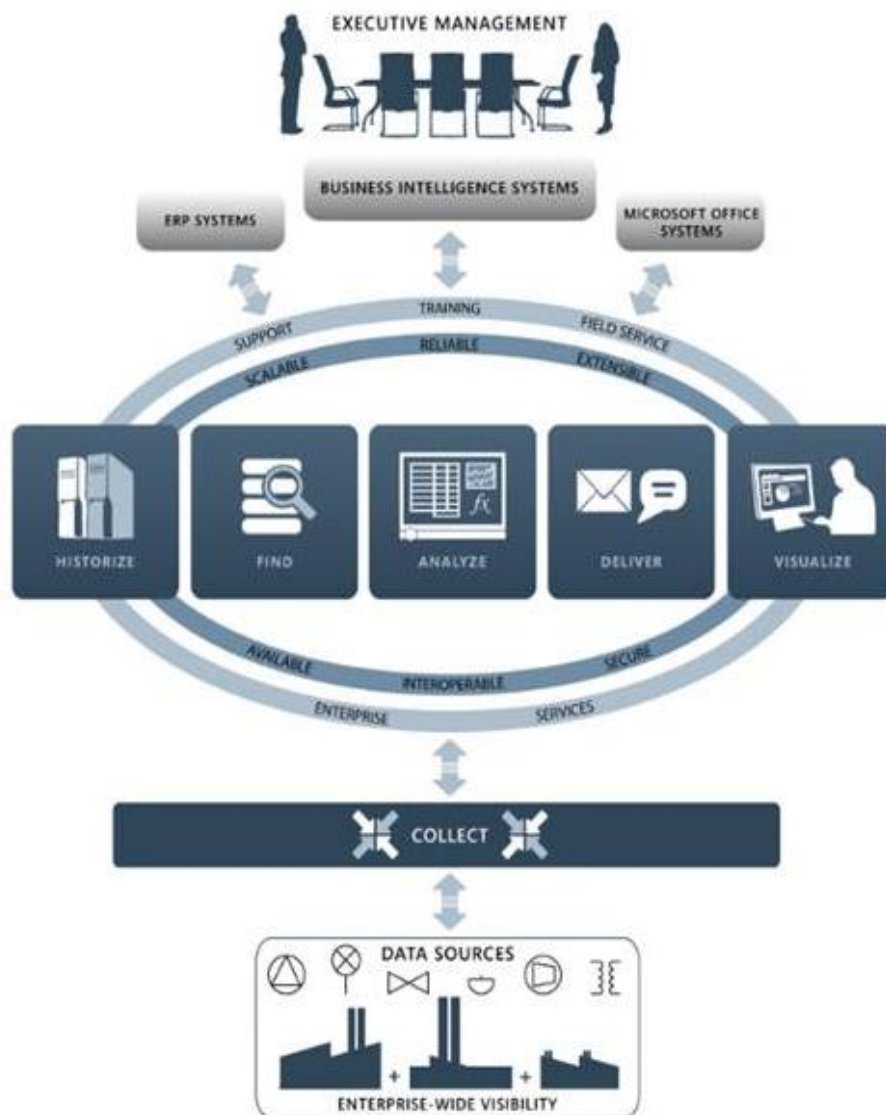 EXECUTIVE MANAGEMENT
BUSINESS INTELLIGENCE SYSTEMS
ERP SYSTEMS
MICROSOFT OFFICE
SYSTEMS
SUPPORT
TRAINING
FIELD SERVICE
SCALABLE
RELIABLE
EXTENSIBLE
HISTORIZE
FIND
ANALYZE
fx
DELIVER
VISUALIZE
AVAILABLE
INTEROPERABLE
SECURE
ENTERPRISE
SERVICES
COLLECT
DATA SOURCES
+ +
ENTERPRISE-WIDE VISIBILITY